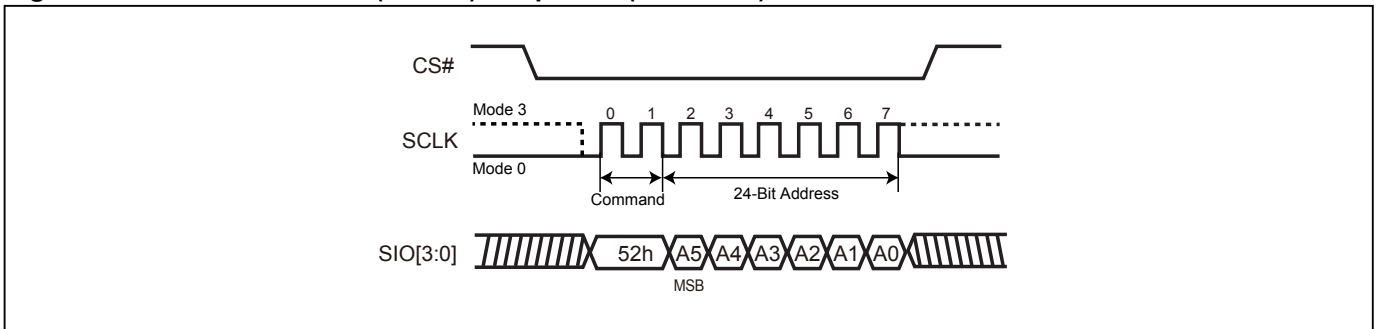 CS#
Mode 3
0 1 2 3 4 5 6 7
SCLK
Mode 0
Command
24-Bit Address
SIO[3:0]
52h A5 A4 A3 A2 A1 A0
MSB